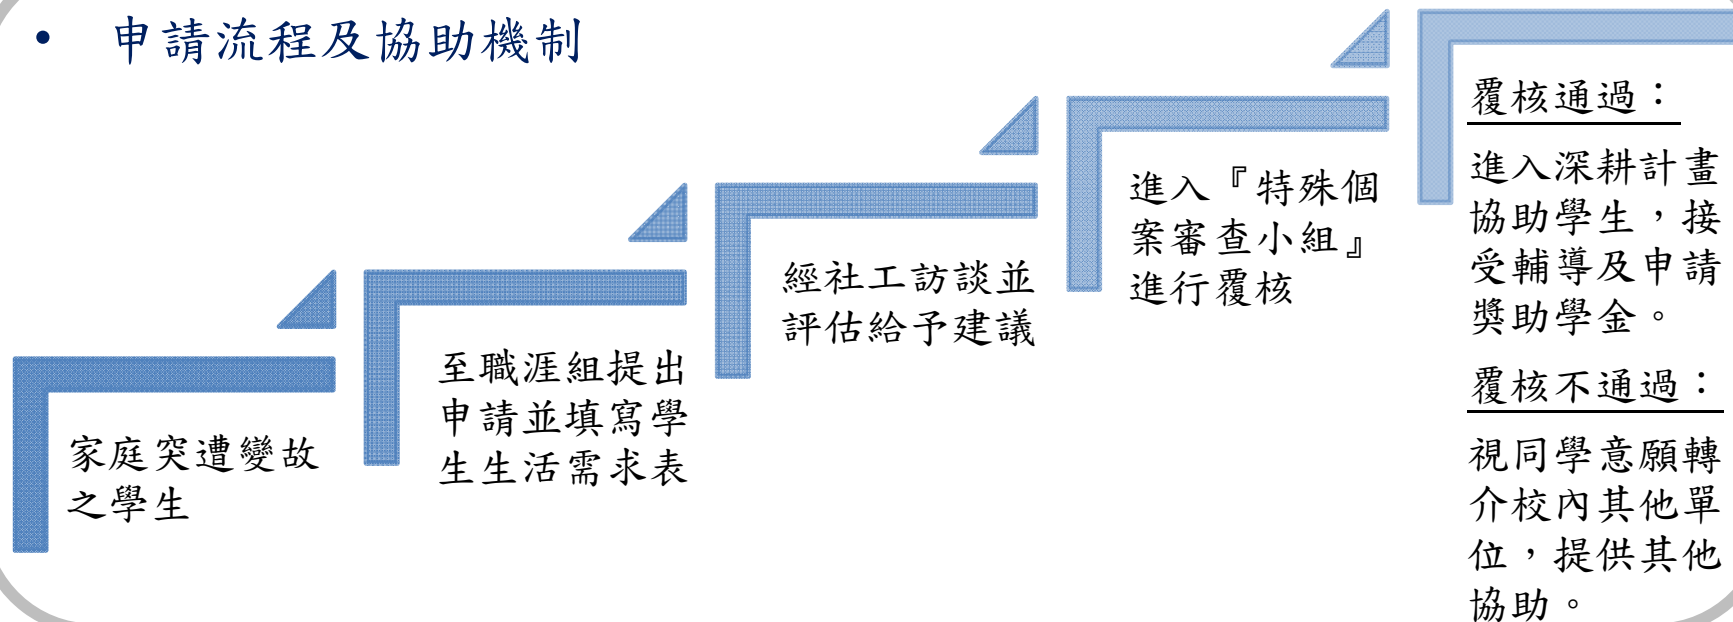 • 申請流程及協助機制
家庭突遭變故
之學生
至職涯組提出
申請並填寫學
生生活需求表
經社工訪談並
評估給予建議
進入『特殊個
案審查小組』
進行覆核
覆核通過：
進入深耕計畫
協助學生，接
受輔導及申請
獎助學金。
覆核不通過：
視同學意願轉
介校內其他單
位，提供其他
協助。